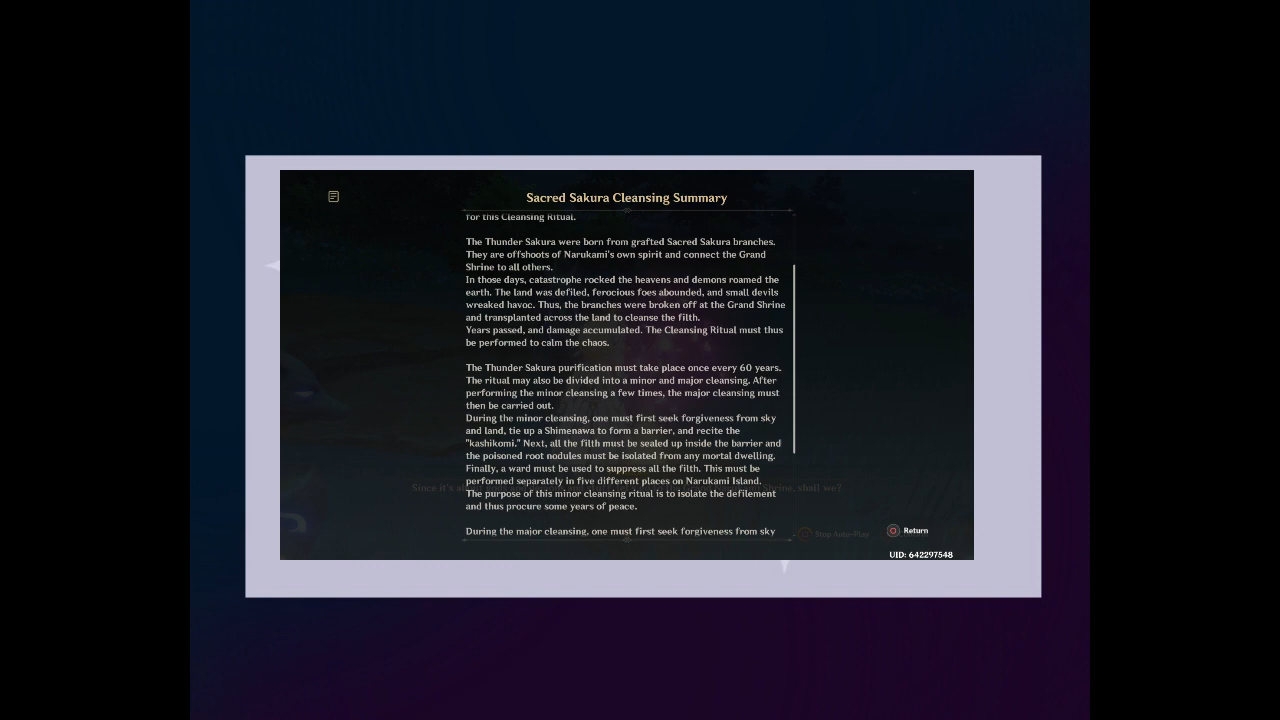 Sacred Sakura Cleansing Summary
for this Cleansing Ritual.
The Thunder Sakura were born from grafted Sacred Sakura branches.
They are offshoots of Narukami's own spirit and connect the Grand
Shrine to all others.
In those days, catastrophe rocked the heavens and demons roamed the
earth. The land was defiled, ferocious foes abounded, and small devils
wreaked havoc. Thus, the branches were broken off at the Grand Shrine
and transplanted across the land to cleanse the filth.
Years passed, and damage accumulated. The Cleansing Ritual must thus
be performed to calm the chaos.
The Thunder Sakura purification must take place once every 60 years.
The ritual may also be divided into a minor and major cleansing. After
performing the minor cleansing a few times, the major cleansing must
then be carried out.
During the minor cleansing, one must first seek forgiveness from sky
and land, tie up a Shimenawa to form a barrier, and recite the
"kashikomi." Next, all the filth must be sealed up inside the barrier and
the poisoned root nodules must be isolated from any mortal dwelling.
Finally, a ward must be used to suppress all the filth. This must be
performed separately in five different places on Narukami Island.
Since it's Shrine, shall we?
The purpose of this minor cleansing ritual is to isolate the defilement
and thus procure some years of peace.
During the major cleansing, one must first seek forgiveness from sky
Stop Auto-Play
Return
UID: 642297548